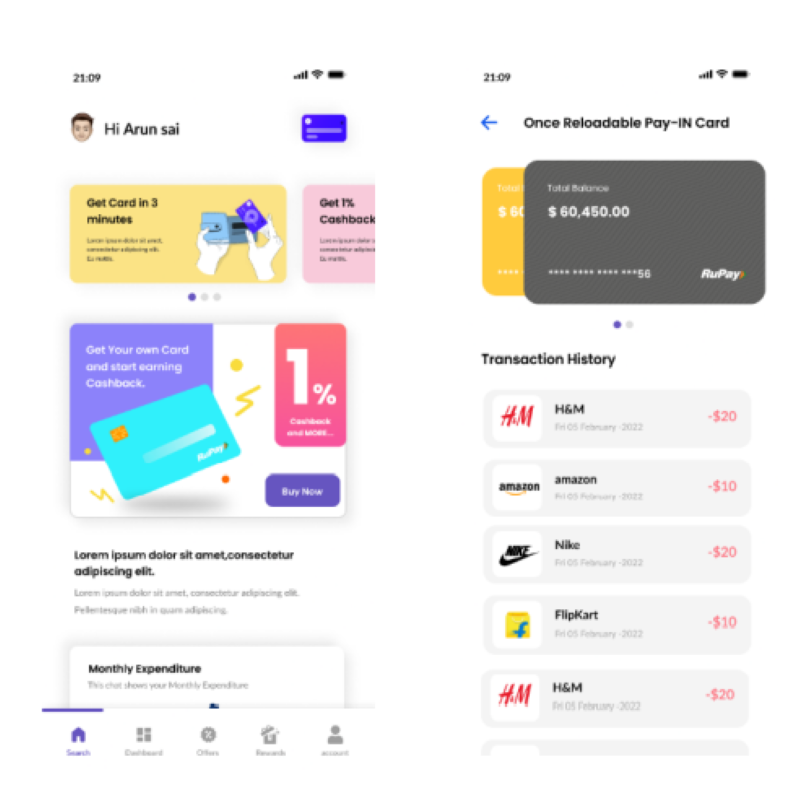 21:09
Hi Arun sai
Get Card in 3
minutes
Lorem ipsum dolor sit amet,
consectetur adipiscing elit.
Eu mattis.
Get 1%
Cashback
Lorem ipsum dolor
consectetur adipis
Eu mattis.
Get Your own Card
and start earning
Cashback.
RuPay
1%
Cashback
and MORE...
Buy Now
Lorem ipsum dolor sit amet,consectetur
adipiscing elit.
Lorem ipsum dolor sit amet, consectetur adipiscing elit.
Pellentesque nibh in quam adipiscing.
Monthly Expenditure
This chat shows your Monthly Expenditure
Search
Dashboard
Offers
Rewards
account
21:09
Once Reloadable Pay-IN Card
Total
$ 60
****
Total Balance
$ 60,450.00
**** **** **** ***56
RuPay
Transaction History
H&M
H&M
Fri 05 February -2022
-$20
amazon
amazon
Fri 05 February -2022
-$10
NIKE
Nike
Fri 05 February -2022
-$20
f
FlipKart
Fri 05 February -2022
-$10
H&M
H&M
Fri 05 February -2022
-$20